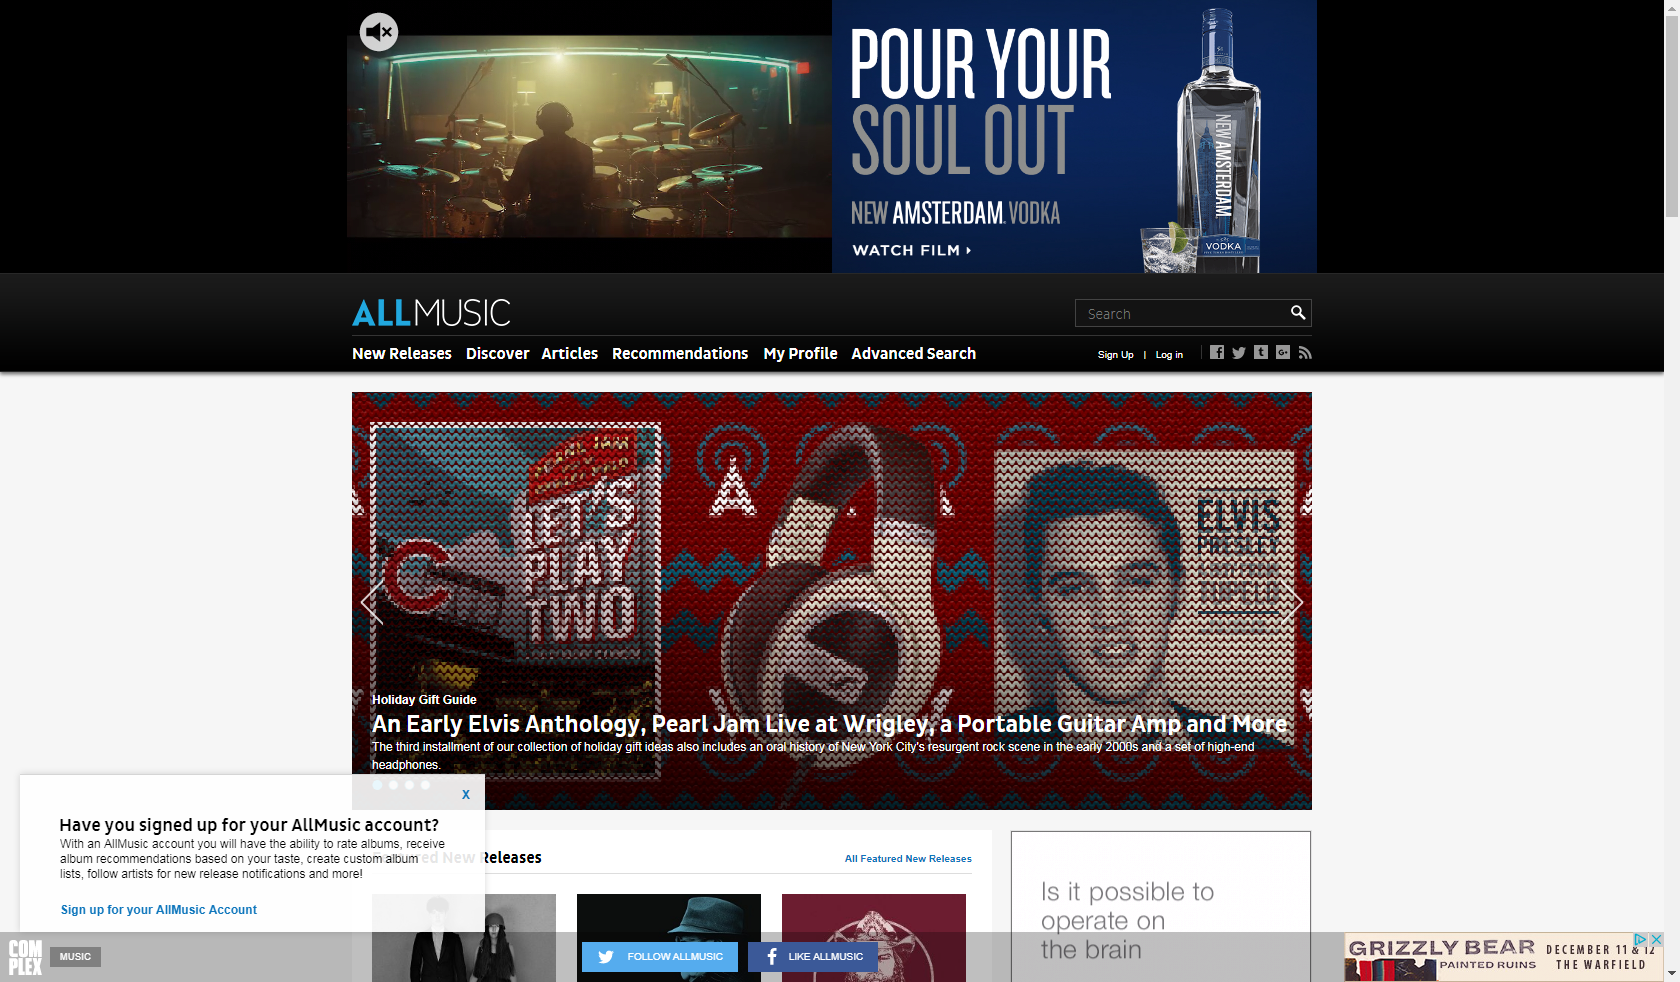 POUR YOUR
SOUL OUT
NEW AMSTERDAM VODKA
WATCH FILM
NEW AMSTERDAM
VODKA
ALLMUSIC
Search
New Releases Discover Articles Recommendations My Profile Advanced Search
Sign Up | Log in
LET'S
PLAY
TWO
ELVIS
PRESLEY
A
Holiday Gift Guide
An Early Elvis Anthology, Pearl Jam Live at Wrigley, a Portable Guitar Amp and More
The third installment of our collection of holiday gift ideas also includes an oral history of New York City's resurgent rock scene in the early 2000s and a set of high-end
headphones.
X
Have you signed up for your AllMusic account?
With an AllMusic account you will have the ability to rate albums, receive
album recommendations based on your taste, create custom album
lists, follow artists for new release notifications and more!
Sign up for your AllMusic Account
Featured New Releases
All Featured New Releases
Is it possible to
operate on
the brain
COM
PLEX
MUSIC
FOLLOW ALLMUSIC
LIKE ALLMUSIC
GRIZZLY BEAR
PAINTED RUINS
DECEMBER 11 & 12
THE WARFIELD